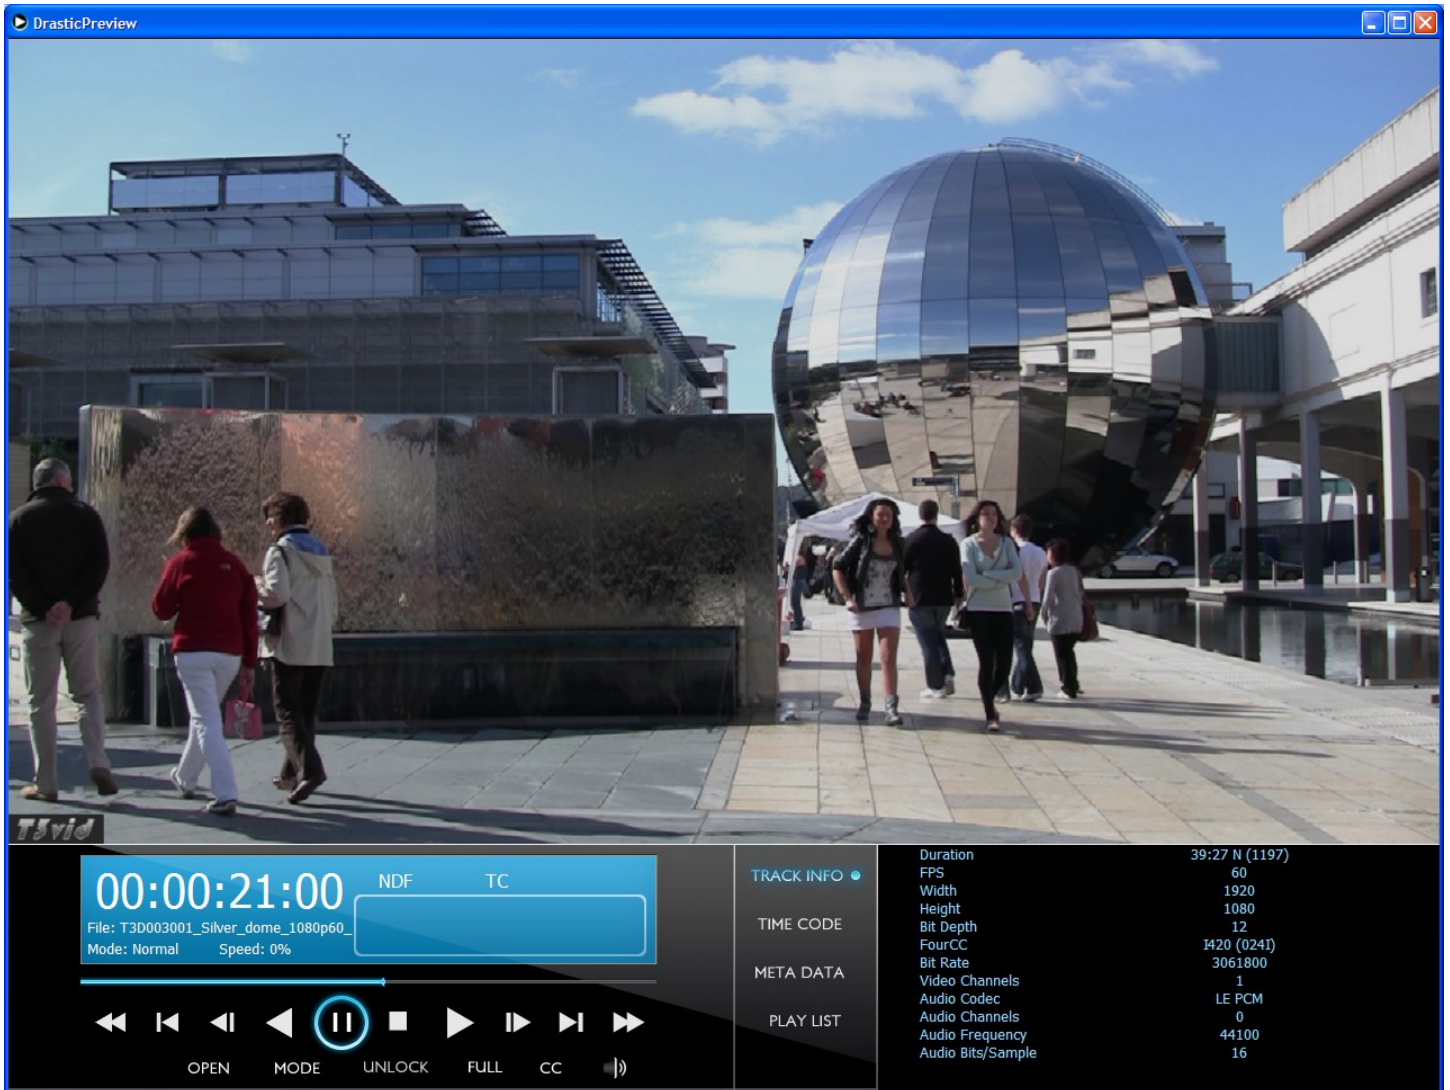 DrasticPreview
T3vid
00:00:21:00
NDF TC
File: T3D003001_Silver_dome_1080p60_
Mode: Normal Speed: 0%
OPEN MODE UNLOCK FULL CC
TRACK INFO
TIME CODE
META DATA
PLAY LIST
Duration 39:27 N (1197)
FPS 60
Width 1920
Height 1080
Bit Depth 12
FourCC I420 (024I)
Bit Rate 3061800
Video Channels 1
Audio Codec LE PCM
Audio Channels 0
Audio Frequency 44100
Audio Bits/Sample 16